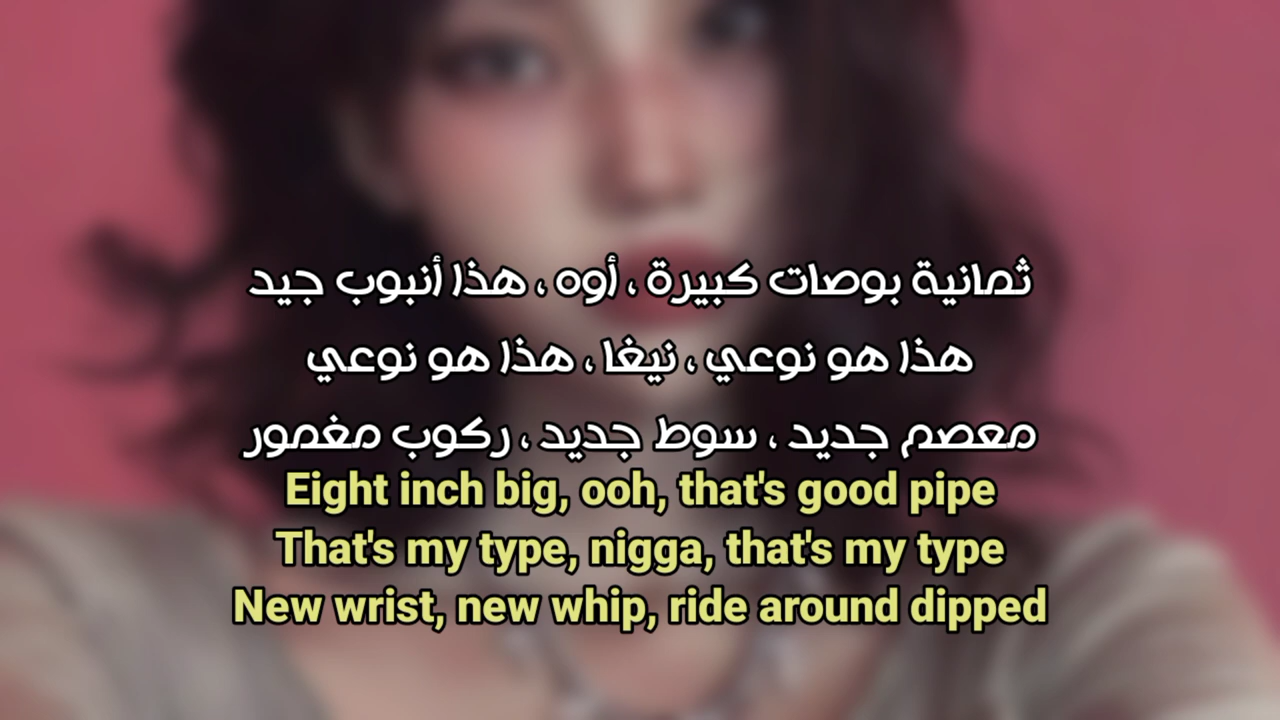 ثمانية بوصات كبيرة ، أوه ، هذا أنبوب جيد
هذا هو نوعي ، نيغا ، هذا هو نوعي
معصم جديد ، سوط جديد ، ركوب مغمور
Eight inch big, ooh, that's good pipe
That's my type, nigga, that's my type
New wrist, new whip, ride around dipped